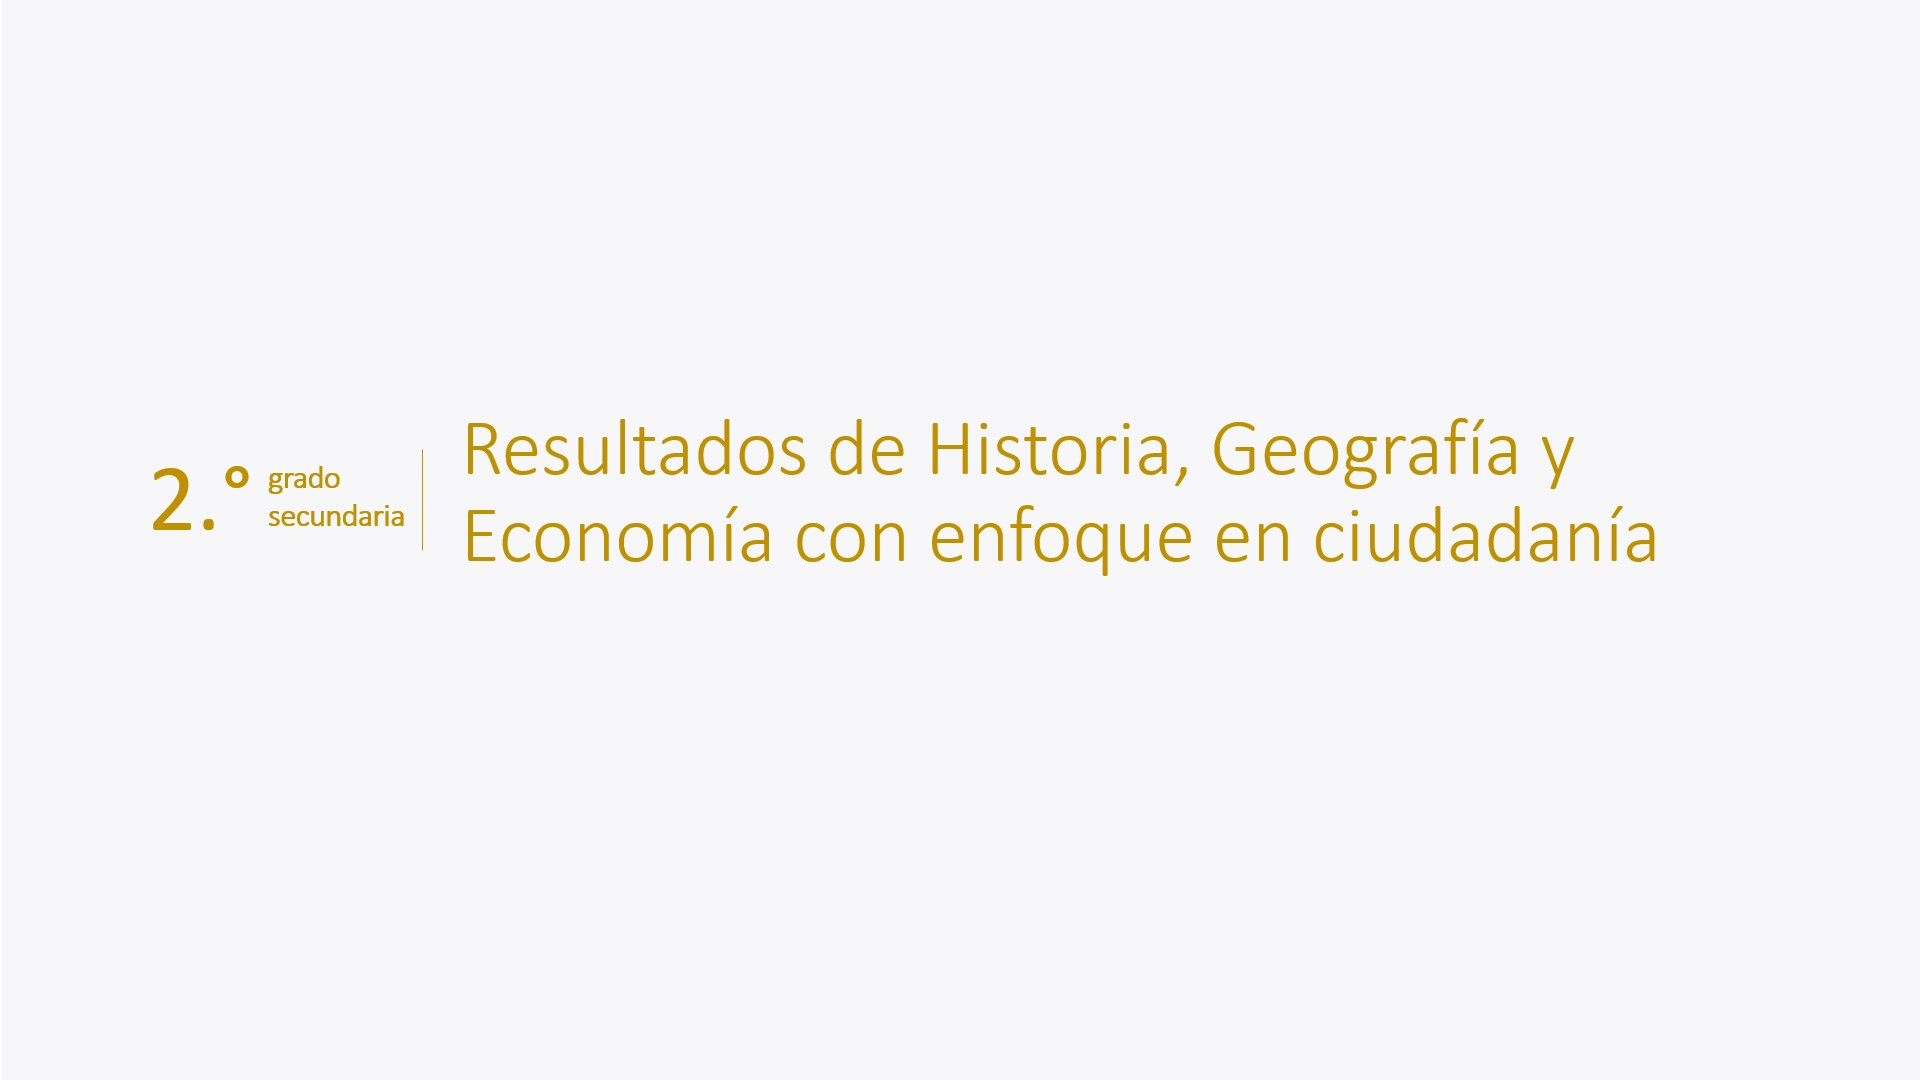 2.° grado
secundaria
Resultados de Historia, Geografía y
Economía con enfoque en ciudadanía